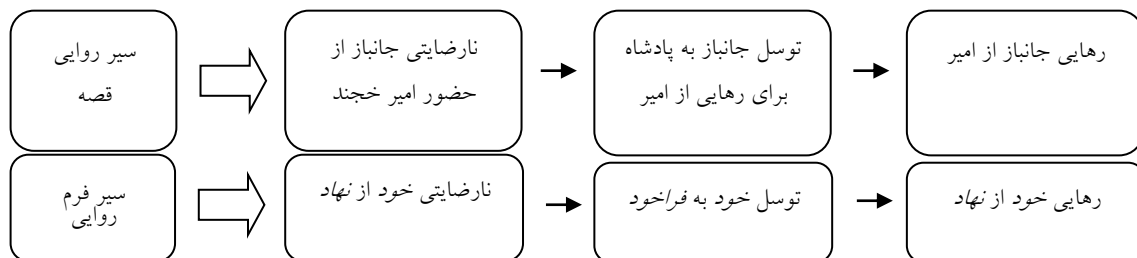 سیر روایی
قصه
نارضایتی جانباز از
حضور امیر خجند
توسل جانباز به پادشاه
برای رهایی از امیر
رهایی جانباز از امیر
سیر فرم
روایی
نارضایتی خود از نهاد
توسل خود به فراخود
رهایی خود از نهاد